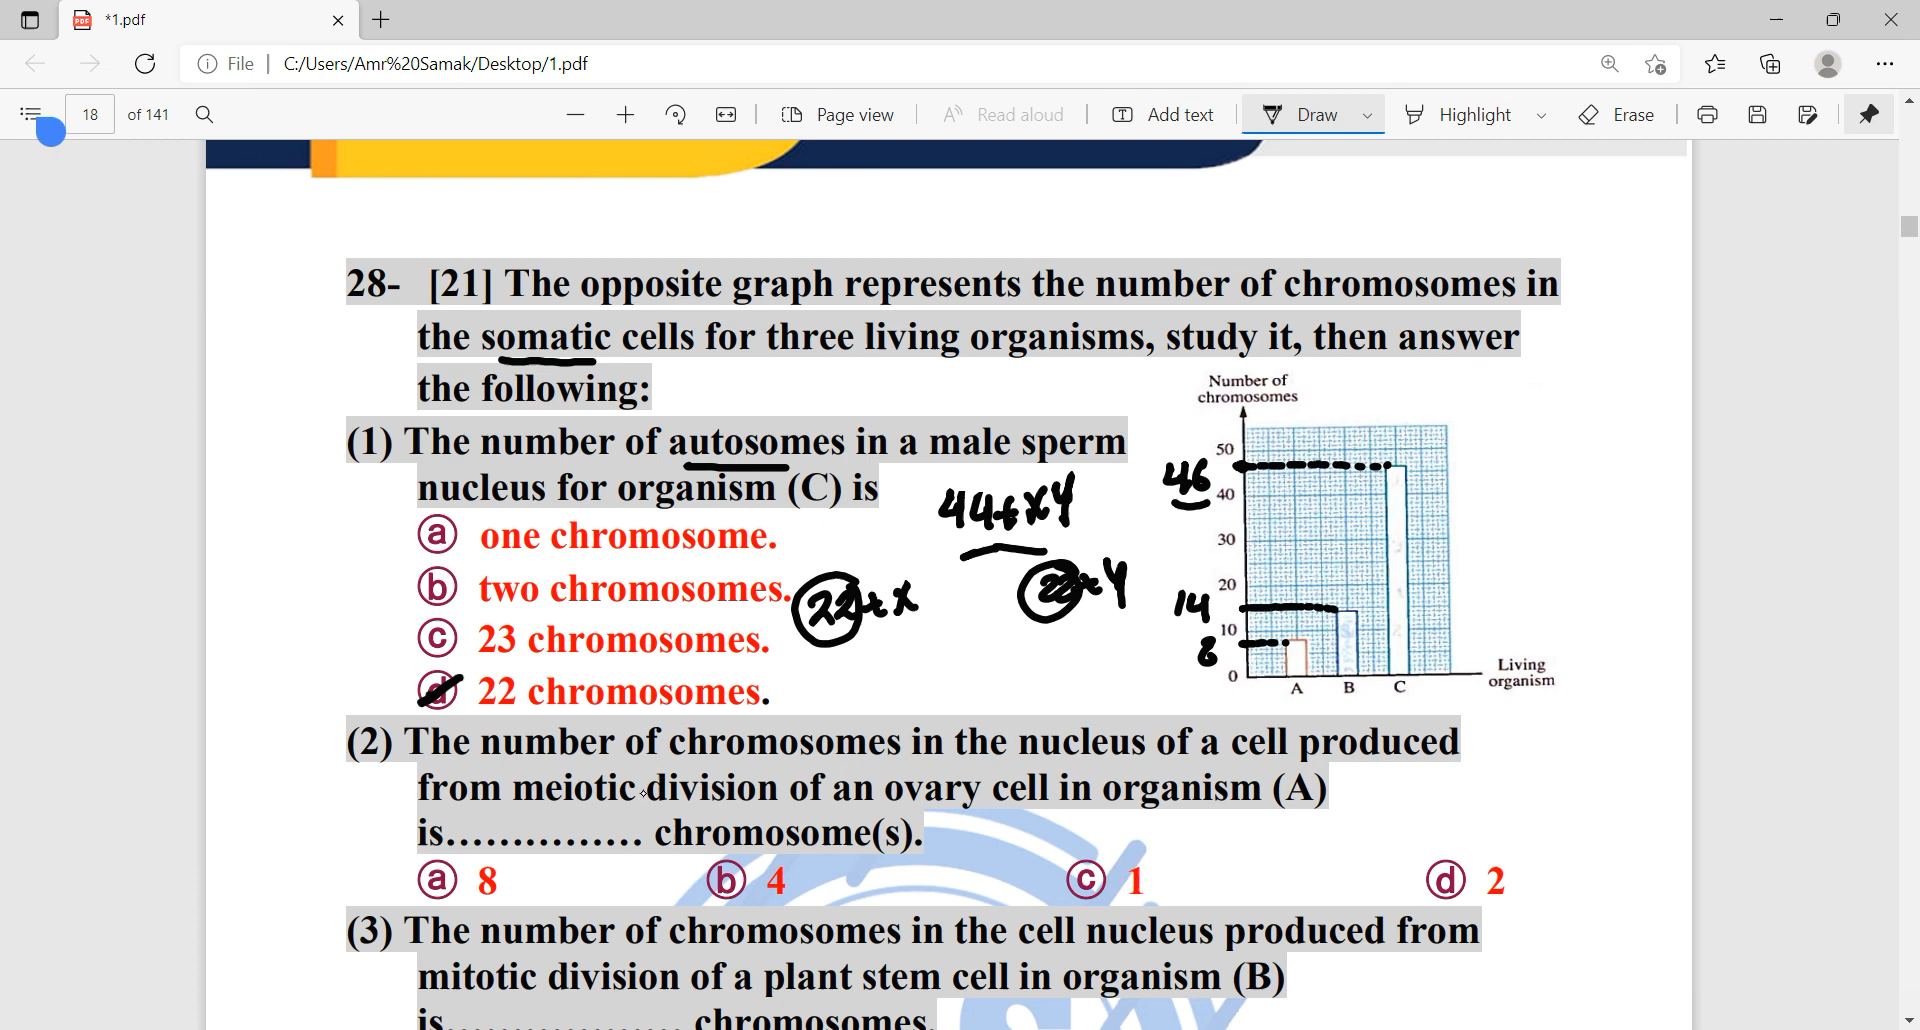 *1.pdf
File
C:/Users/Amr%20Samak/Desktop/1.pdf
18 of 141
Page view
Read aloud
Add text
Draw
Highlight
Erase
28- [21] The opposite graph represents the number of chromosomes in
the somatic cells for three living organisms, study it, then answer
the following:
Number of
chromosomes
(1) The number of autosomes in a male sperm
nucleus for organism (C) is
a one chromosome.
b two chromosomes.
c 23 chromosomes.
d 22 chromosomes.
44+XY
22+X
22+Y
46
14
8
50
40
30
20
10
0
A B C
Living
organism
(2) The number of chromosomes in the nucleus of a cell produced
from meiotic division of an ovary cell in organism (A)
is............... chromosome(s).
a 8 b 4 c 1 d 2
(3) The number of chromosomes in the cell nucleus produced from
mitotic division of a plant stem cell in organism (B)
is.................. chromosomes.